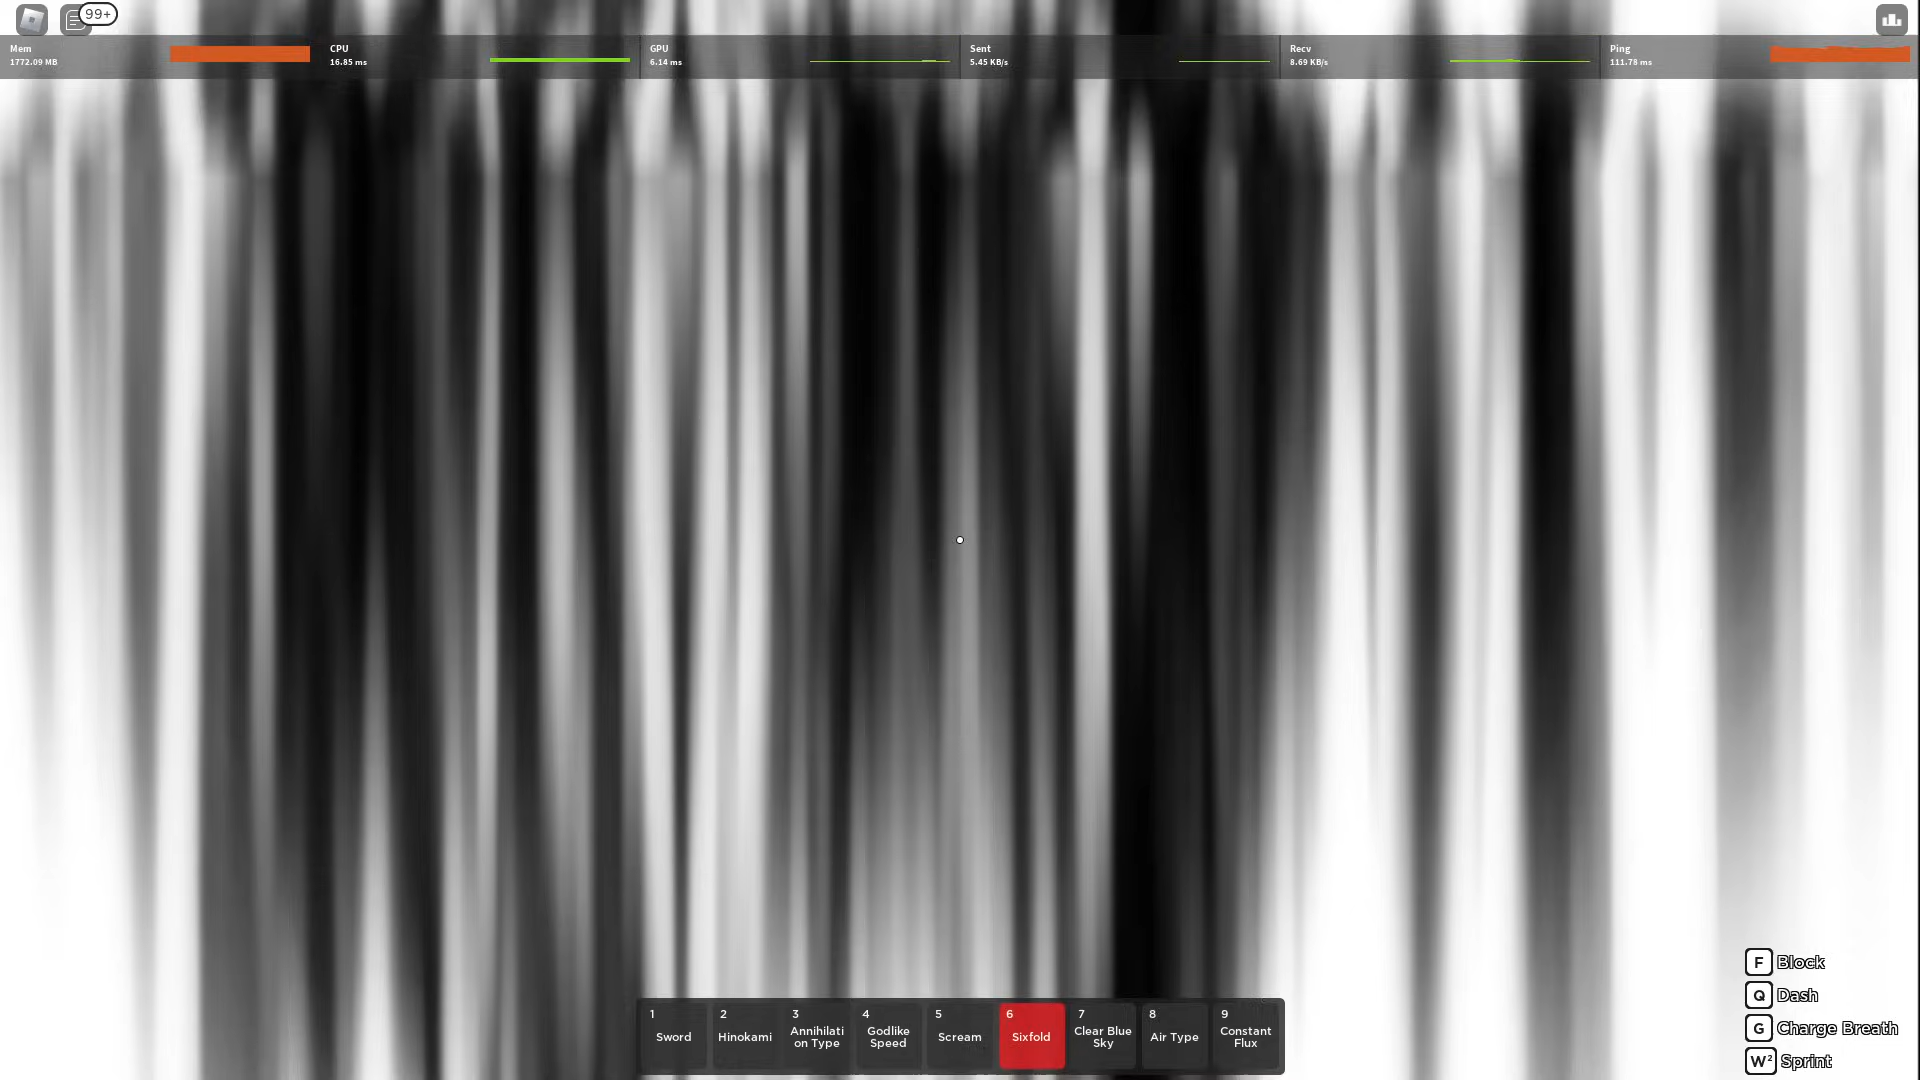 99+
Mem
1772.09 MB
CPU
16.85 ms
GPU
6.14 ms
Sent
5.45 KB/s
Recv
8.69 KB/s
Ping
111.78 ms
F Block
Q Dash
G Charge Breath
W² Sprint
1
Sword
2
Hinokami
3
Annihilati
on Type
4
Godlike
Speed
5
Scream
6
Sixfold
7
Clear Blue
Sky
8
Air Type
9
Constant
Flux